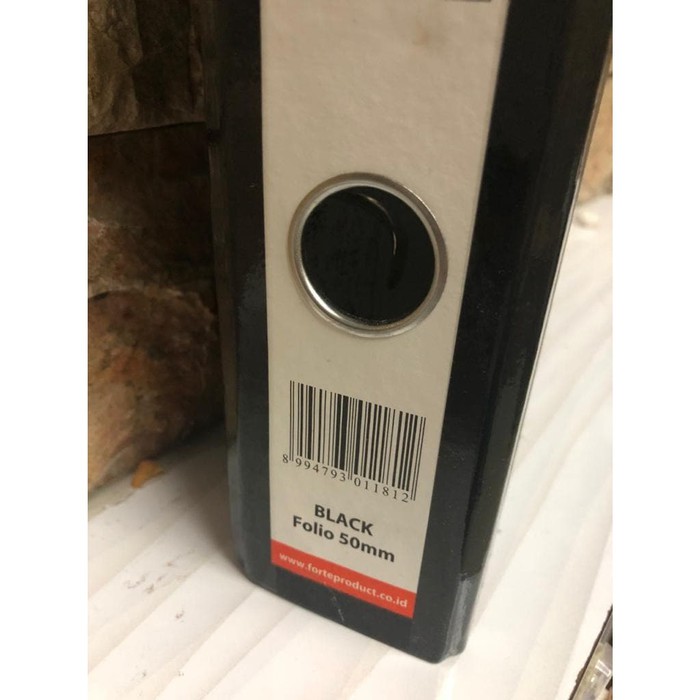 8 994793 011812
BLACK
Folio 50mm
www.forteproduct.co.id